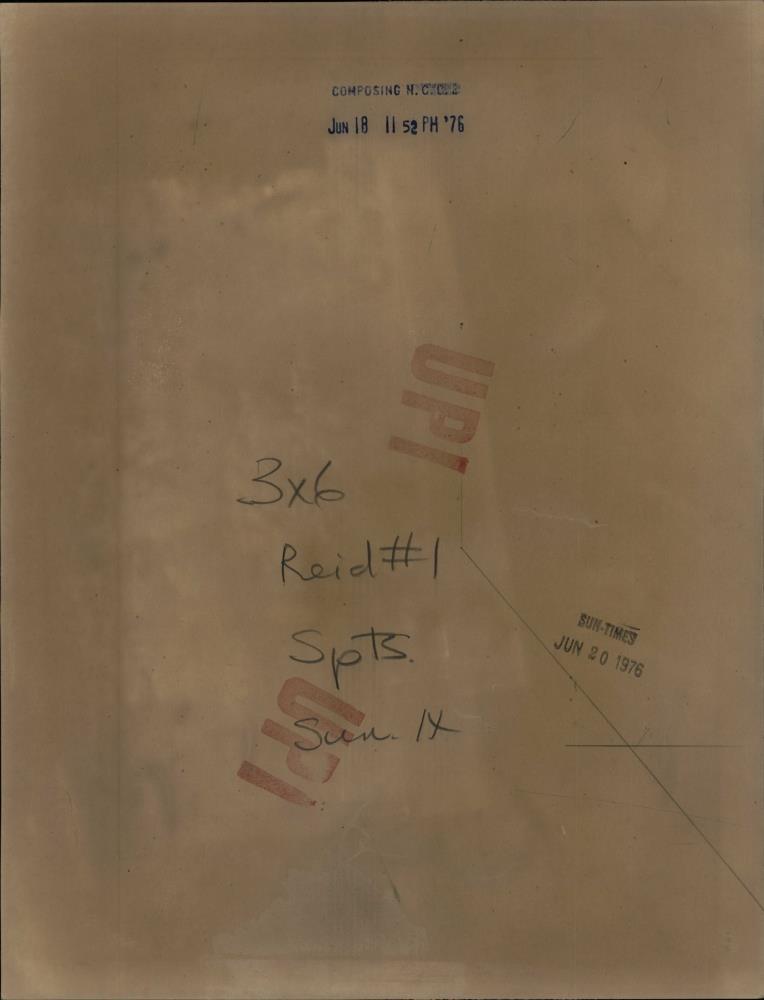 COMPOSING
JUN 18 11 52 PM '76
UPI
3x6
Reid #1
Spts.
SUN-TIMES
JUN 20 1976
UPI
Sun. 1X